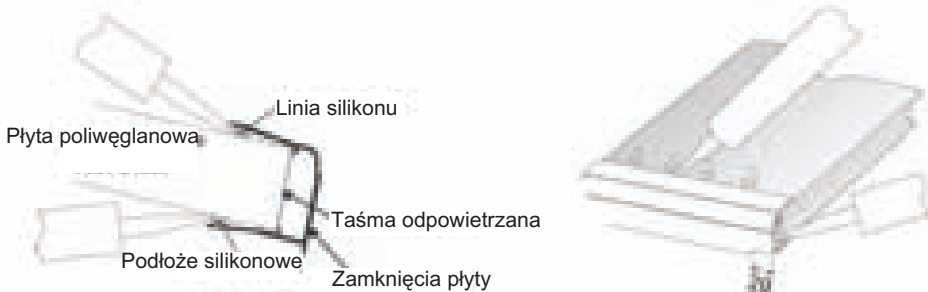 Linia silikonu
Płyta poliwęglanowa
Taśma odpowietrzana
Podłoże silikonowe
Zamknięcia płyty